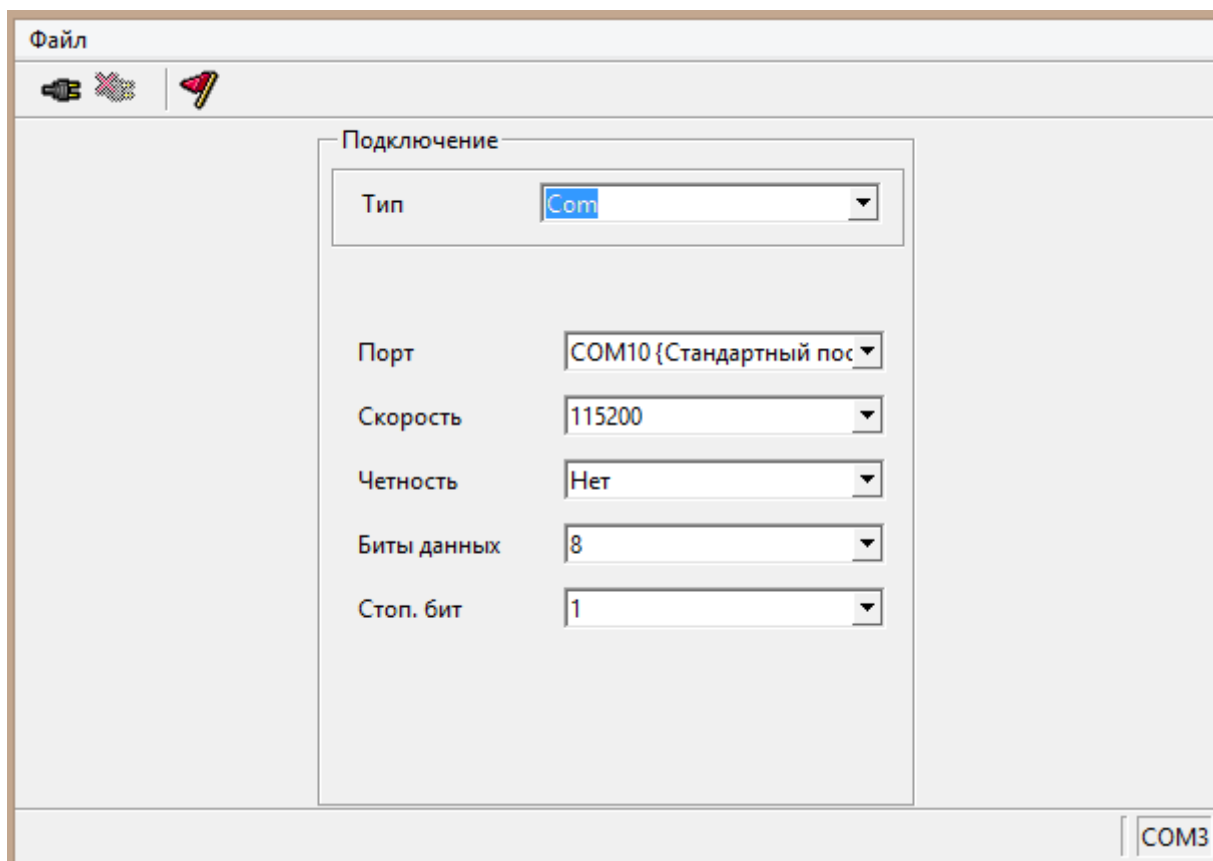 Файл
Подключение
Тип Com
Порт COM10 {Стандартный пос
Скорость 115200
Четность Нет
Биты данных 8
Стоп. бит 1
COM3